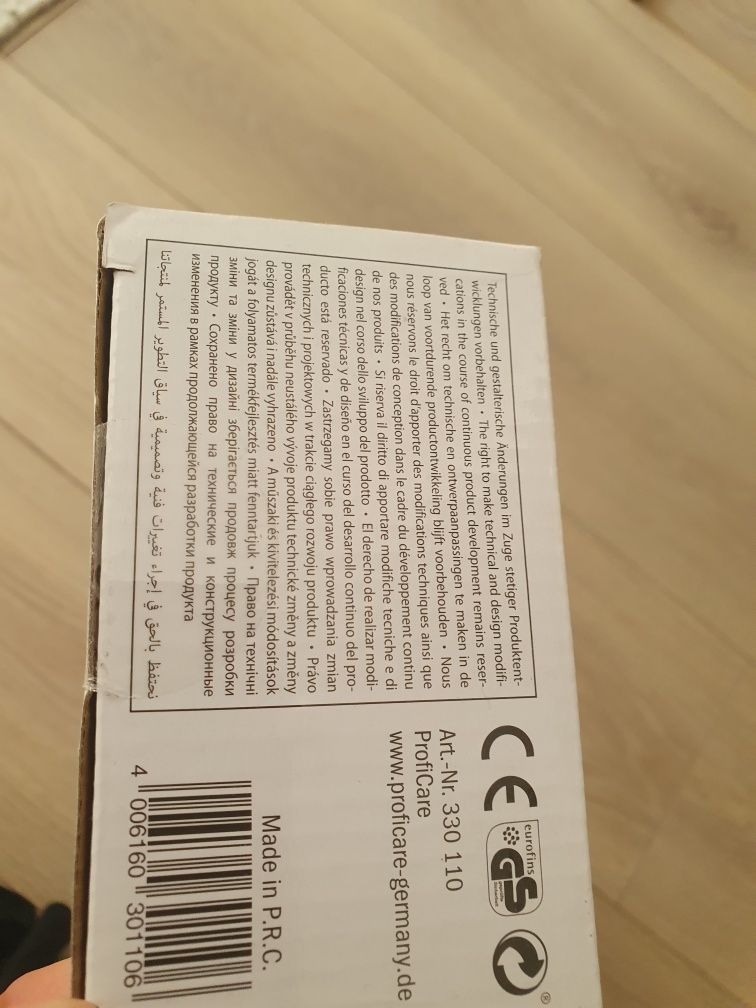 Technische und gestalterische Änderungen im Zuge stetiger Produktent-
wicklungen vorbehalten • The right to make technical and design modifi-
cations in the course of continuous product development remains reser-
ved • Het recht om technische en ontwerpaanpassingen te maken in de
loop van voortdurende productontwikkeling blijft voorbehouden • Nous
nous réservons le droit d'apporter des modifications techniques ainsi que
des modifications de conception dans le cadre du développement continu
de nos produits • Si riserva il diritto di apportare modifiche tecniche e di
design nel corso dello sviluppo del prodotto • El derecho de realizar modi-
ficaciones técnicas y de diseño en el curso del desarrollo continuo del pro-
ducto está reservado • Zastrzegamy sobie prawo wprowadzania zmian
technicznych i projektowych w trakcie ciągłego rozwoju produktu • Právo
provádět v průběhu neustálého vývoje produktu technické změny a změny
designu zůstává i nadále vyhrazeno • A műszaki és kivitelezési módosítások
jogát a folyamatos termékfejlesztés miatt fenntartjuk • Право на технічні
зміни та зміни у дизайні зберігається продовж процесу розробки
продукту • Сохранено право на технические и конструкционные
изменения в рамках продолжающейся разработки продукта
نحتفظ بالحق في إجراء تغييرات فنية وتصميمية في سياق التطوير المستمر لمنتجاتنا
CE
eurofins
GS
®
Art.-Nr. 330 110
ProfiCare
www.proficare-germany.de
Made in P.R.C.
4 006160 301106